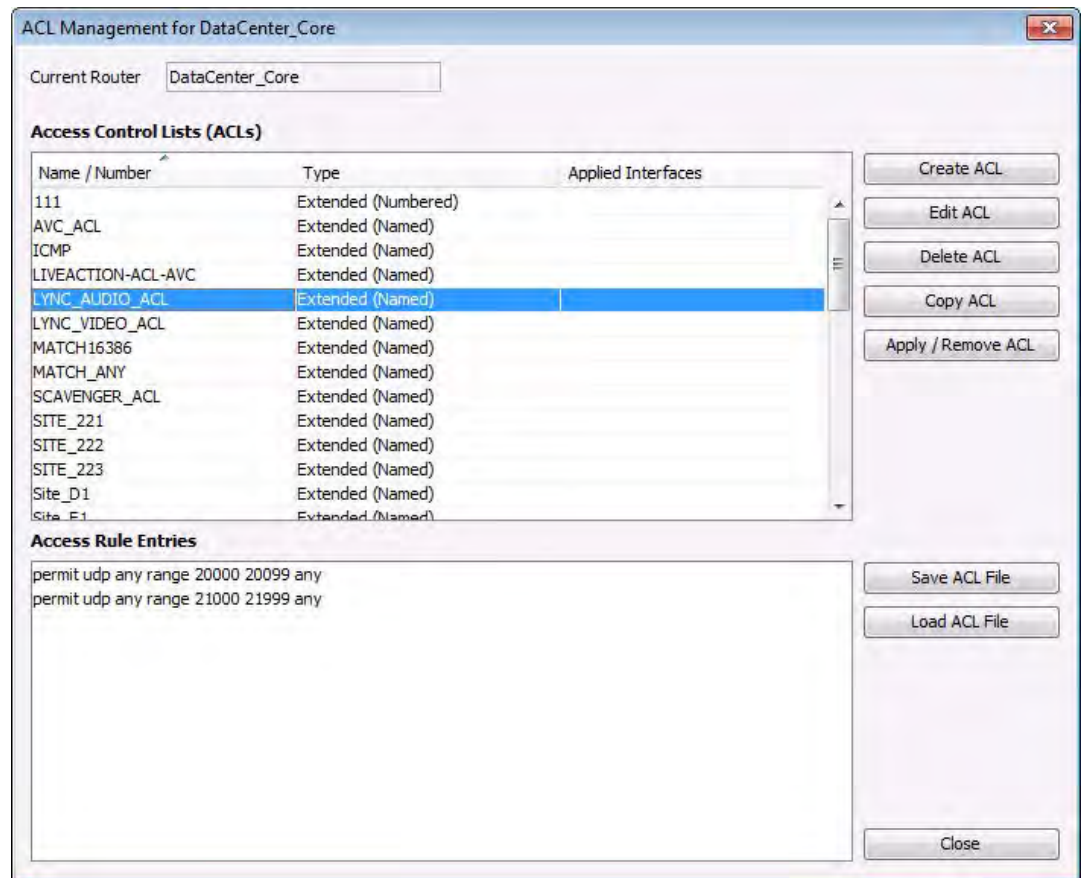 ACL Management for DataCenter_Core
Current Router DataCenter_Core
Access Control Lists (ACLs)
Name / Number Type Applied Interfaces
111 Extended (Numbered)
AVC_ACL Extended (Named)
ICMP Extended (Named)
LIVEACTION-ACL-AVC Extended (Named)
LYNC_AUDIO_ACL Extended (Named)
LYNC_VIDEO_ACL Extended (Named)
MATCH16386 Extended (Named)
MATCH_ANY Extended (Named)
SCAVENGER_ACL Extended (Named)
SITE_221 Extended (Named)
SITE_222 Extended (Named)
SITE_223 Extended (Named)
Site_D1 Extended (Named)
Site_E1 Extended (Named)
Create ACL
Edit ACL
Delete ACL
Copy ACL
Apply / Remove ACL
Access Rule Entries
permit udp any range 20000 20099 any
permit udp any range 21000 21999 any
Save ACL File
Load ACL File
Close